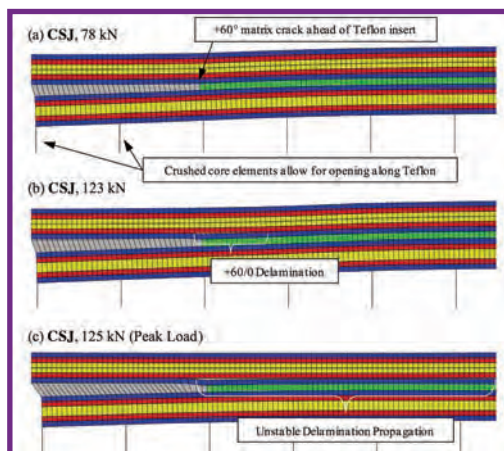 (a) CSJ, 78 kN
+60° matrix crack ahead of Teflon insert
Crushed core elements allow for opening along Teflon
(b) CSJ, 123 kN
+60/0 Delamination
(c) CSJ, 125 kN (Peak Load)
Unstable Delamination Propagation